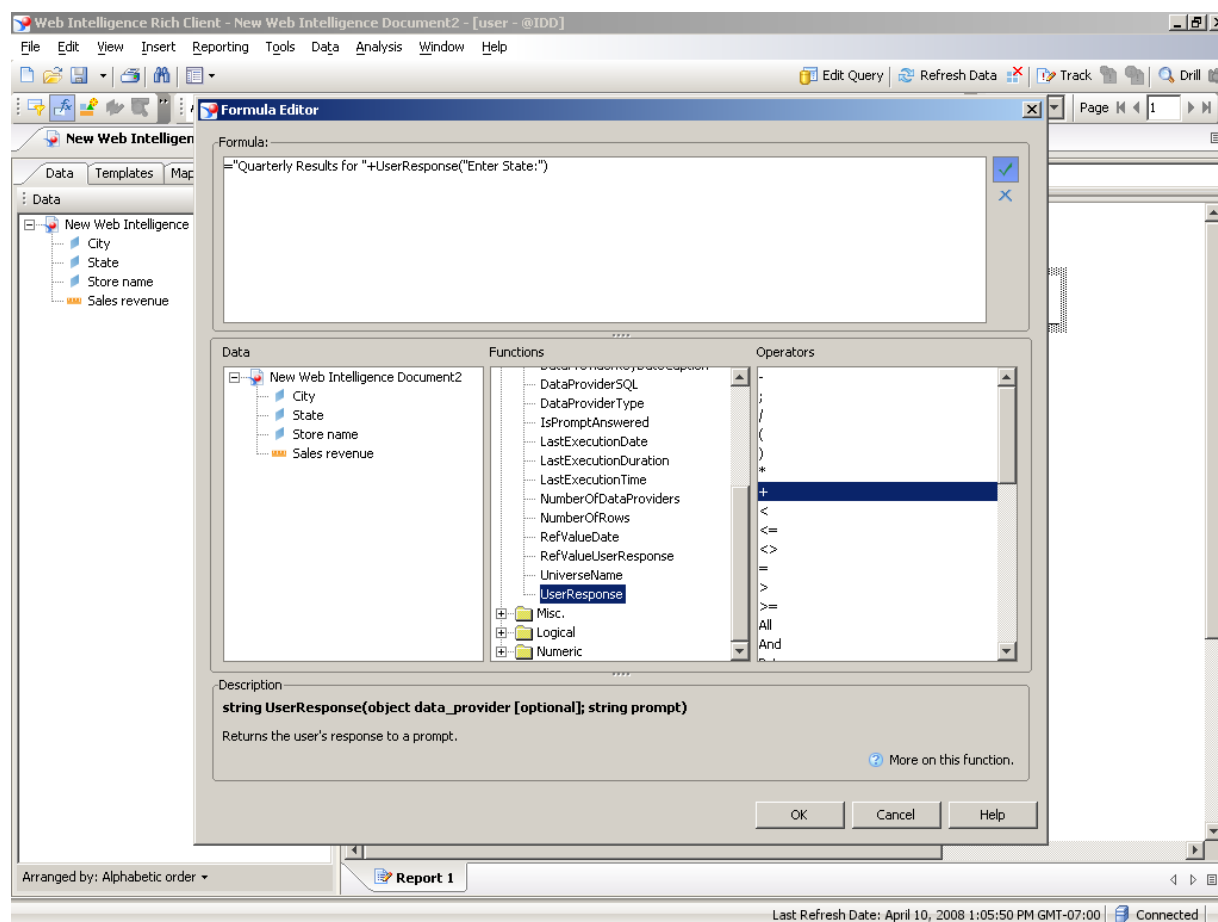 Web Intelligence Rich Client - New Web Intelligence Document2 - [user - @IDD]
File Edit View Insert Reporting Tools Data Analysis Window Help
Edit Query Refresh Data Track Drill
Page 1
New Web Intelligen
Formula Editor
Formula:
="Quarterly Results for "+UserResponse("Enter State:")
Data Templates Map
Data
New Web Intelligence
City
State
Store name
Sales revenue
Data
New Web Intelligence Document2
City
State
Store name
Sales revenue
Functions
DataProviderSQL
DataProviderType
IsPromptAnswered
LastExecutionDate
LastExecutionDuration
LastExecutionTime
NumberOfDataProviders
NumberOfRows
RefValueDate
RefValueUserResponse
UniverseName
UserResponse
Misc.
Logical
Numeric
Operators
-
;
/
(
)
*
+
<
<=
<>
=
>
>=
All
And
Description
string UserResponse(object data_provider [optional]; string prompt)
Returns the user's response to a prompt.
More on this function.
OK Cancel Help
Arranged by: Alphabetic order
Report 1
Last Refresh Date: April 10, 2008 1:05:50 PM GMT-07:00 Connected